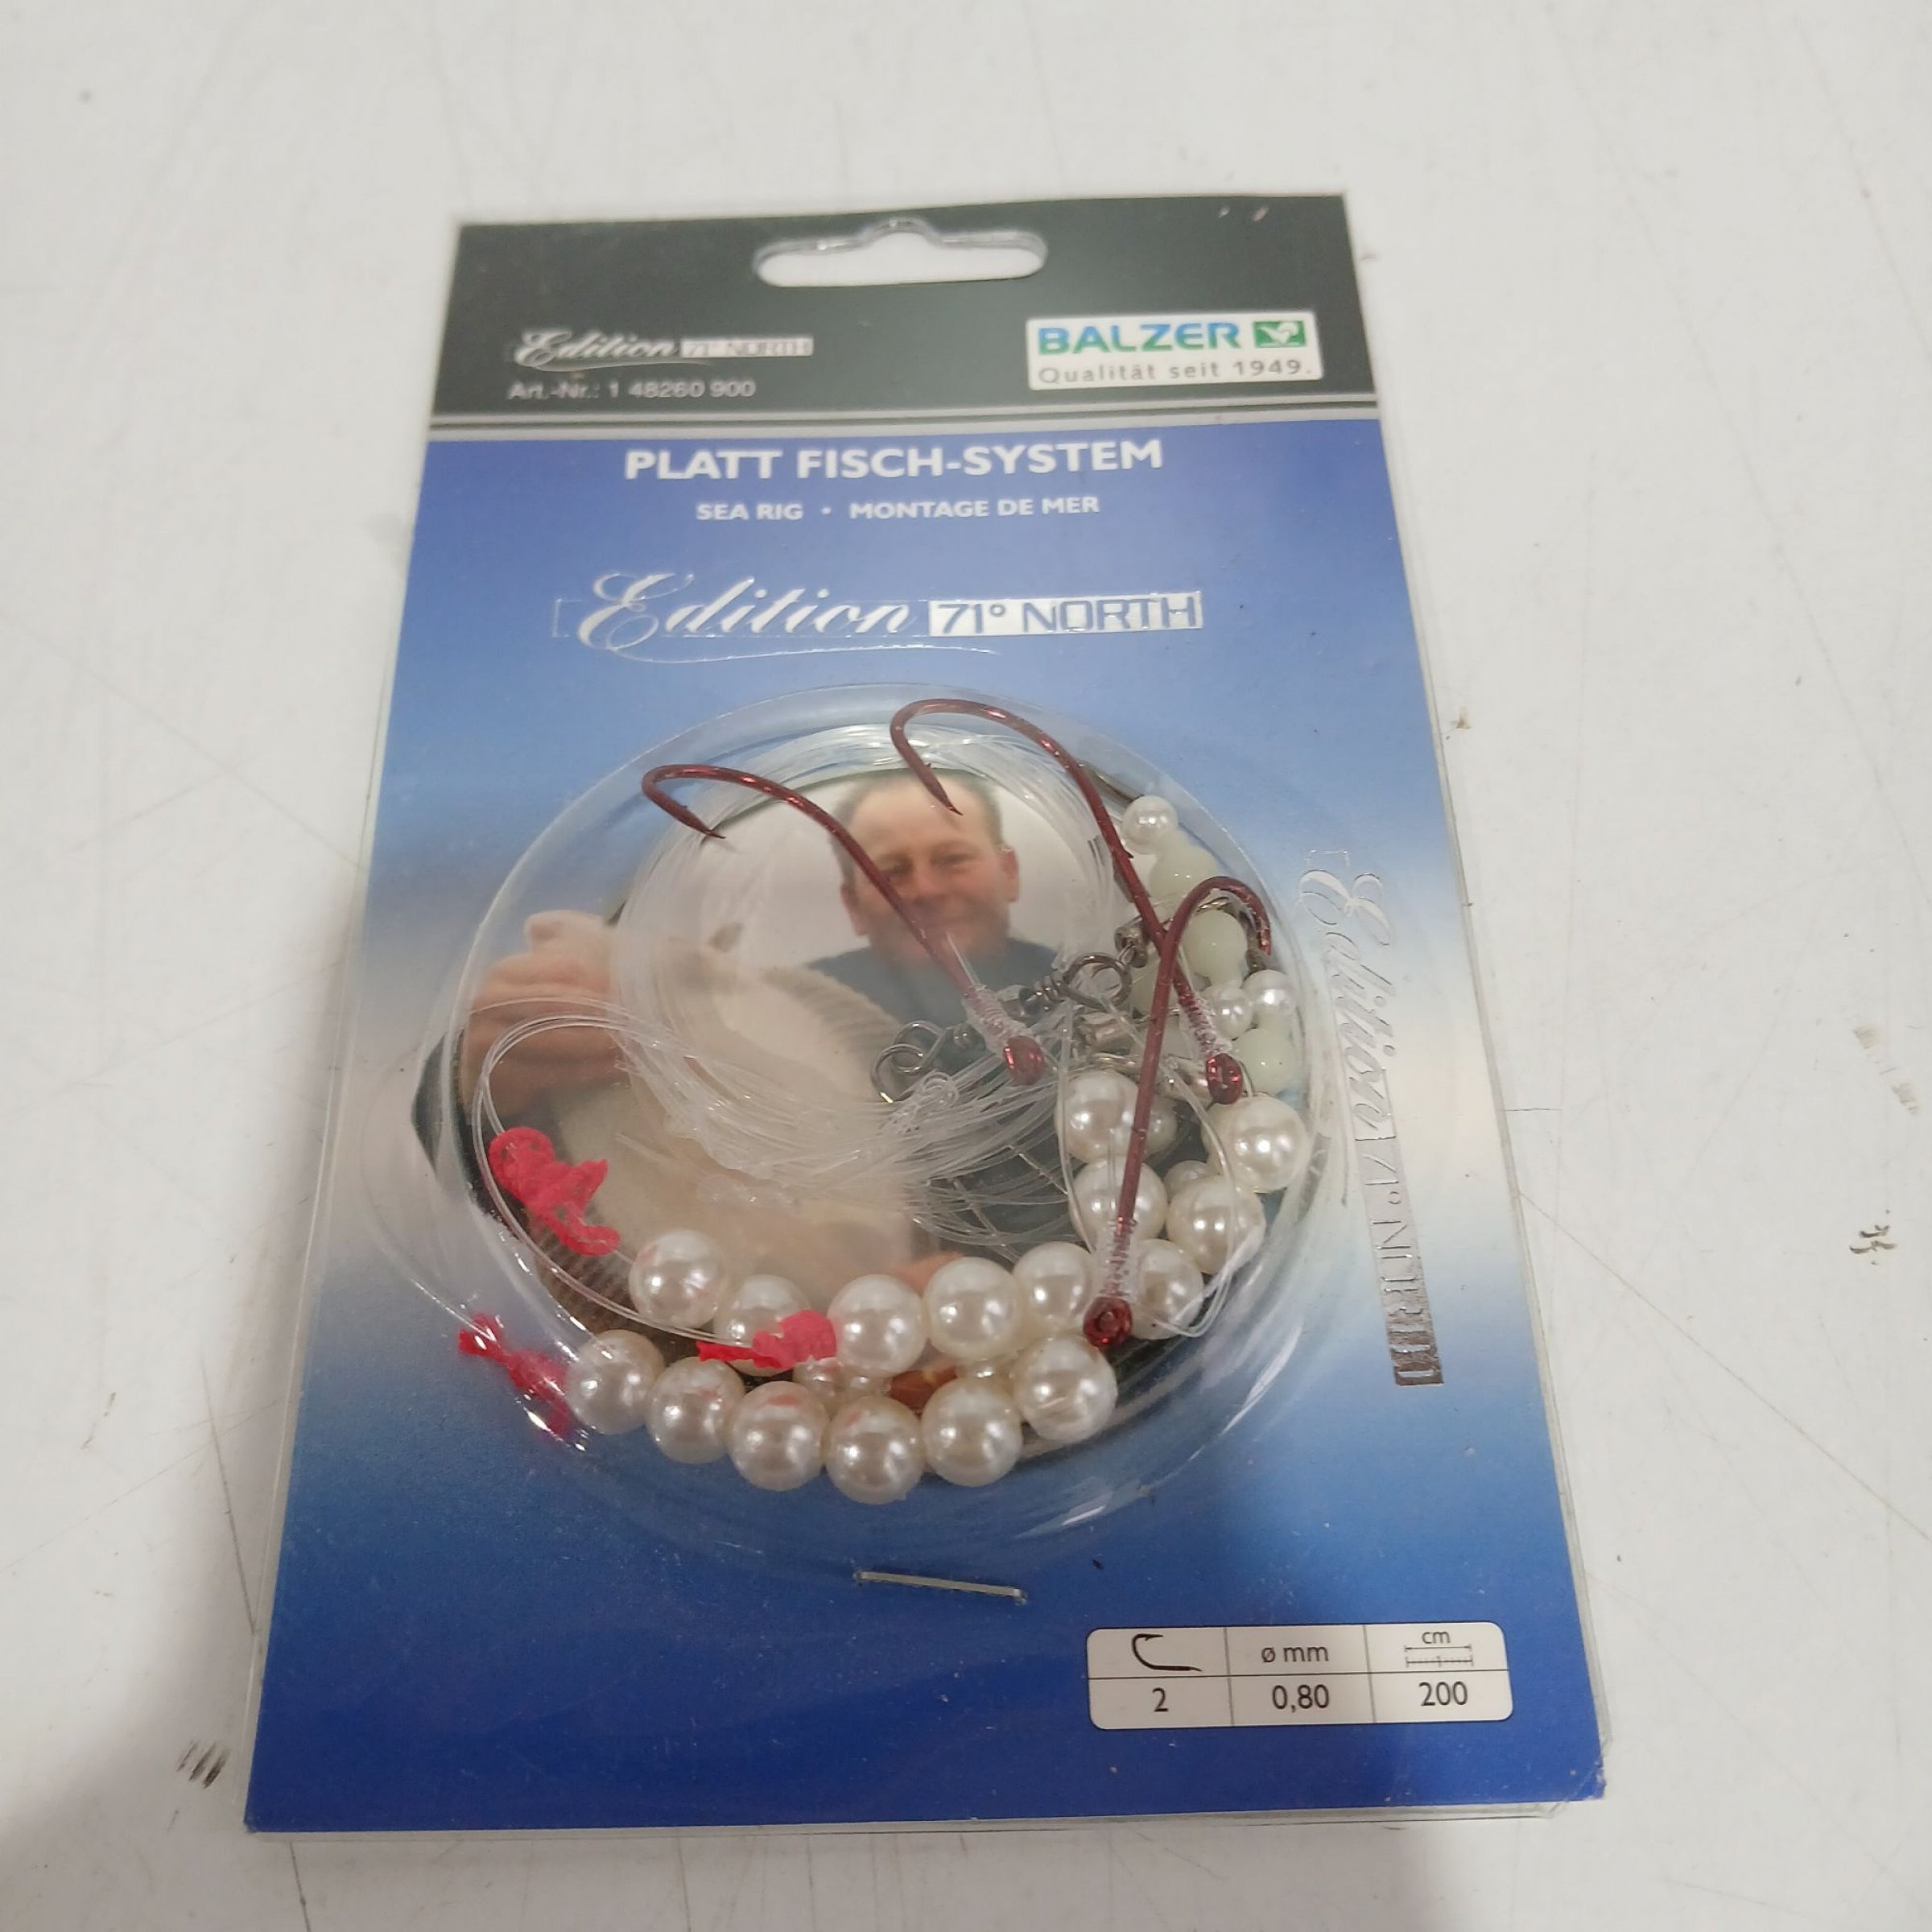 Edition 71° NORTH
Art.-Nr.: 1 48260 900
BALZER
Qualität seit 1949.
PLATT FISCH-SYSTEM
SEA RIG • MONTAGE DE MER
Edition 71° NORTH
Edition 71° NORTH
ø mm
cm
2
0,80
200